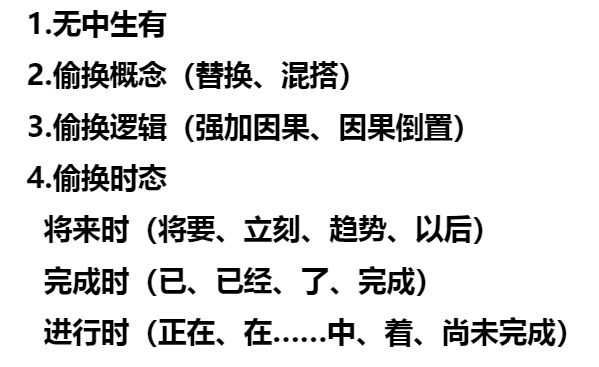 1.无中生有
2.偷换概念（替换、混搭）
3.偷换逻辑（强加因果、因果倒置）
4.偷换时态
将来时（将要、立刻、趋势、以后）
完成时（已、已经、了、完成）
进行时（正在、在……中、着、尚未完成）